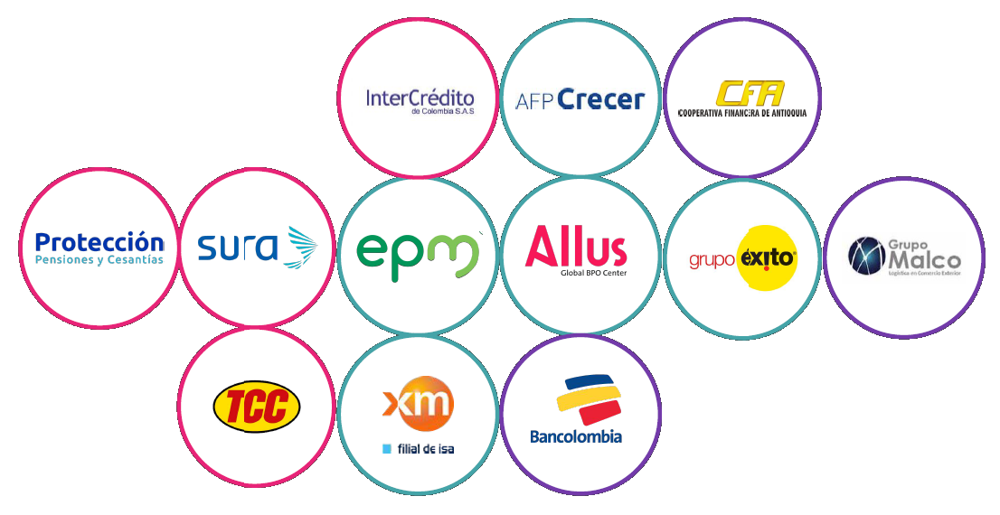 InterCrédito
de Colombia S.A.S
AFP Crecer
CFA
COOPERATIVA FINANCIERA DE ANTIOQUIA
Protección
Pensiones y Cesantías
sura
epm
Allus
Global BPO Center
grupo éxito
Grupo
Malco
Logística en Comercio Exterior
TCC
xm
filial de isa
Bancolombia